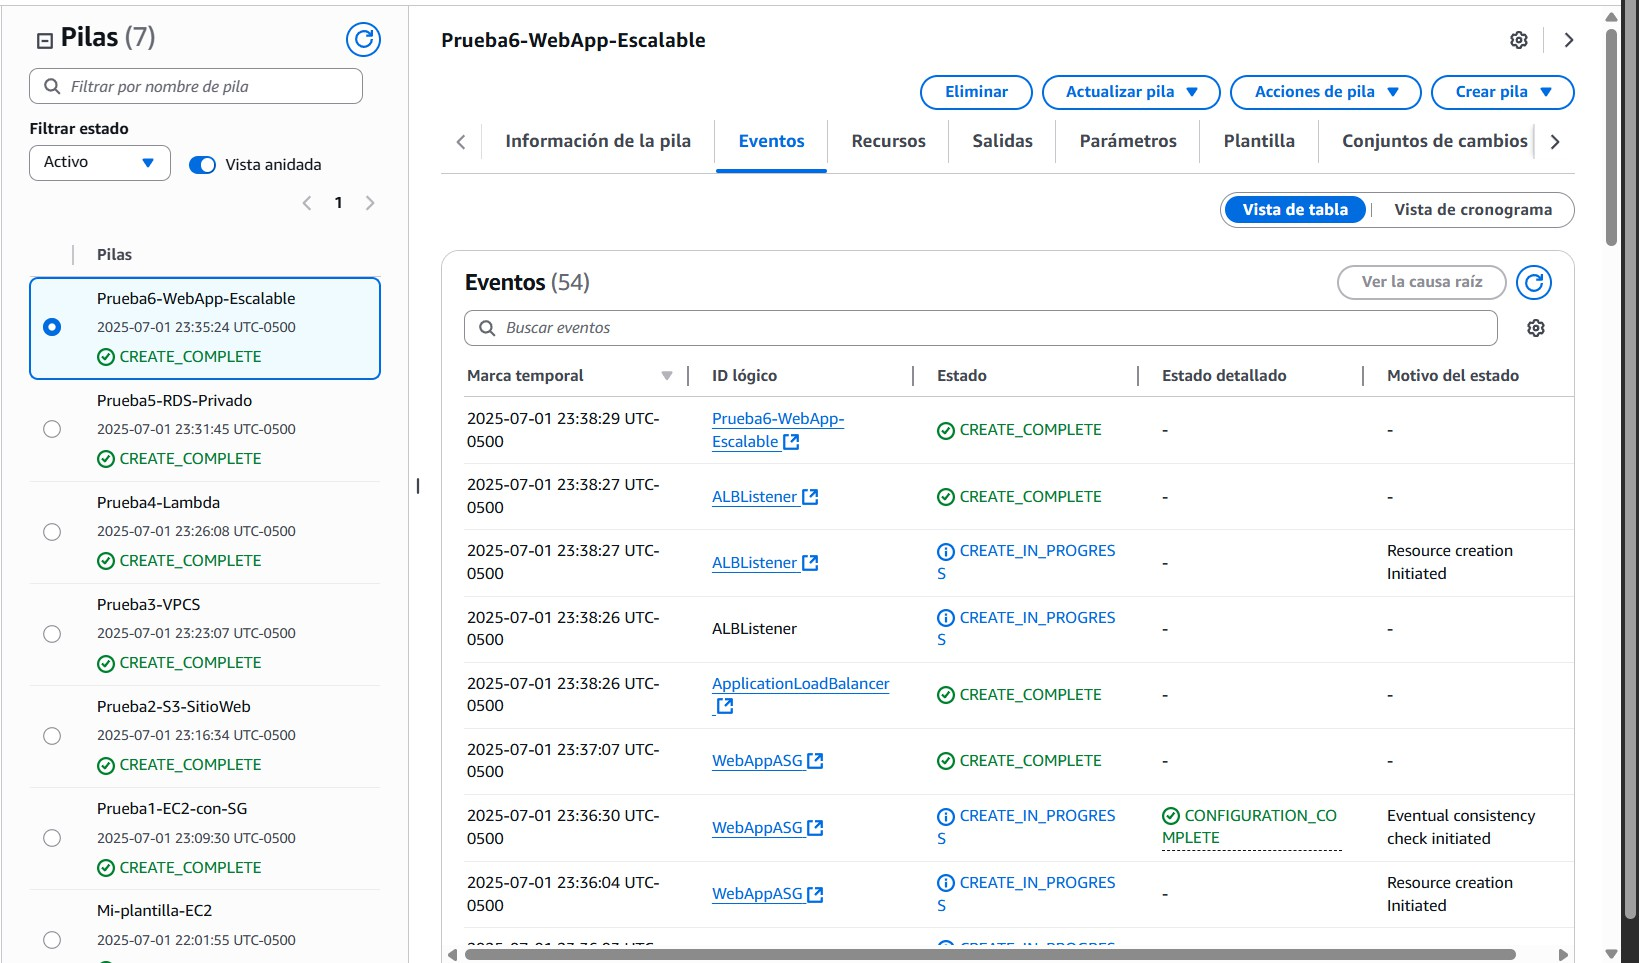 Pilas (7)
Filtrar por nombre de pila
Filtrar estado
Activo
Vista anidada
1
Pilas
Prueba6-WebApp-Escalable
2025-07-01 23:35:24 UTC-0500
CREATE_COMPLETE
Prueba5-RDS-Privado
2025-07-01 23:31:45 UTC-0500
CREATE_COMPLETE
Prueba4-Lambda
2025-07-01 23:26:08 UTC-0500
CREATE_COMPLETE
Prueba3-VPCS
2025-07-01 23:23:07 UTC-0500
CREATE_COMPLETE
Prueba2-S3-SitioWeb
2025-07-01 23:16:34 UTC-0500
CREATE_COMPLETE
Prueba1-EC2-con-SG
2025-07-01 23:09:30 UTC-0500
CREATE_COMPLETE
Mi-plantilla-EC2
2025-07-01 22:01:55 UTC-0500
Prueba6-WebApp-Escalable
Eliminar Actualizar pila Acciones de pila Crear pila
Información de la pila Eventos Recursos Salidas Parámetros Plantilla Conjuntos de cambios
Vista de tabla Vista de cronograma
Eventos (54) Ver la causa raíz
Buscar eventos
Marca temporal ID lógico Estado Estado detallado Motivo del estado
2025-07-01 23:38:29 UTC- Prueba6-WebApp- CREATE_COMPLETE - -
0500 Escalable
2025-07-01 23:38:27 UTC- ALBListener CREATE_COMPLETE - -
0500
2025-07-01 23:38:27 UTC- ALBListener CREATE_IN_PROGRES - Resource creation
0500 S Initiated
2025-07-01 23:38:26 UTC- ALBListener CREATE_IN_PROGRES - -
0500 S
2025-07-01 23:38:26 UTC- ApplicationLoadBalancer CREATE_COMPLETE - -
0500
2025-07-01 23:37:07 UTC- WebAppASG CREATE_COMPLETE - -
0500
2025-07-01 23:36:30 UTC- WebAppASG CREATE_IN_PROGRES CONFIGURATION_CO Eventual consistency
0500 S MPLETE check initiated
2025-07-01 23:36:04 UTC- WebAppASG CREATE_IN_PROGRES - Resource creation
0500 S Initiated